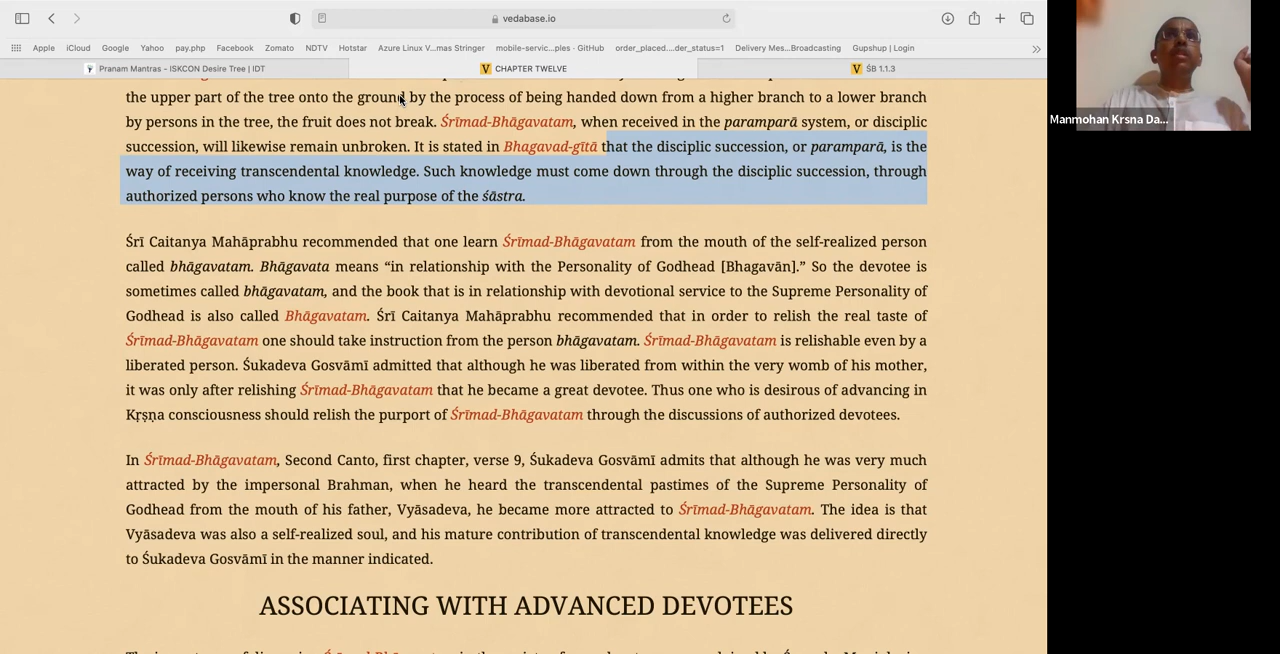 vedabase.io
Apple iCloud Google Yahoo pay.php Facebook Zomato NDTV Hotstar Azure Linux V...mas Stringer mobile-servic...ples · GitHub order_placed....der_status=1 Delivery Mes...Broadcasting Gupshup | Login
Pranam Mantras - ISKCON Desire Tree | IDT
CHAPTER TWELVE
ŚB 1.1.3
Manmohan Krsna Da...
the upper part of the tree onto the ground by the process of being handed down from a higher branch to a lower branch
by persons in the tree, the fruit does not break. Śrīmad-Bhāgavatam, when received in the paramparā system, or disciplic
succession, will likewise remain unbroken. It is stated in Bhagavad-gītā that the disciplic succession, or paramparā, is the
way of receiving transcendental knowledge. Such knowledge must come down through the disciplic succession, through
authorized persons who know the real purpose of the śāstra.
Śrī Caitanya Mahāprabhu recommended that one learn Śrīmad-Bhāgavatam from the mouth of the self-realized person
called bhāgavatam. Bhāgavata means “in relationship with the Personality of Godhead [Bhagavān].” So the devotee is
sometimes called bhāgavatam, and the book that is in relationship with devotional service to the Supreme Personality of
Godhead is also called Bhāgavatam. Śrī Caitanya Mahāprabhu recommended that in order to relish the real taste of
Śrīmad-Bhāgavatam one should take instruction from the person bhāgavatam. Śrīmad-Bhāgavatam is relishable even by a
liberated person. Śukadeva Gosvāmī admitted that although he was liberated from within the very womb of his mother,
it was only after relishing Śrīmad-Bhāgavatam that he became a great devotee. Thus one who is desirous of advancing in
Kṛṣṇa consciousness should relish the purport of Śrīmad-Bhāgavatam through the discussions of authorized devotees.
In Śrīmad-Bhāgavatam, Second Canto, first chapter, verse 9, Śukadeva Gosvāmī admits that although he was very much
attracted by the impersonal Brahman, when he heard the transcendental pastimes of the Supreme Personality of
Godhead from the mouth of his father, Vyāsadeva, he became more attracted to Śrīmad-Bhāgavatam. The idea is that
Vyāsadeva was also a self-realized soul, and his mature contribution of transcendental knowledge was delivered directly
to Śukadeva Gosvāmī in the manner indicated.
ASSOCIATING WITH ADVANCED DEVOTEES